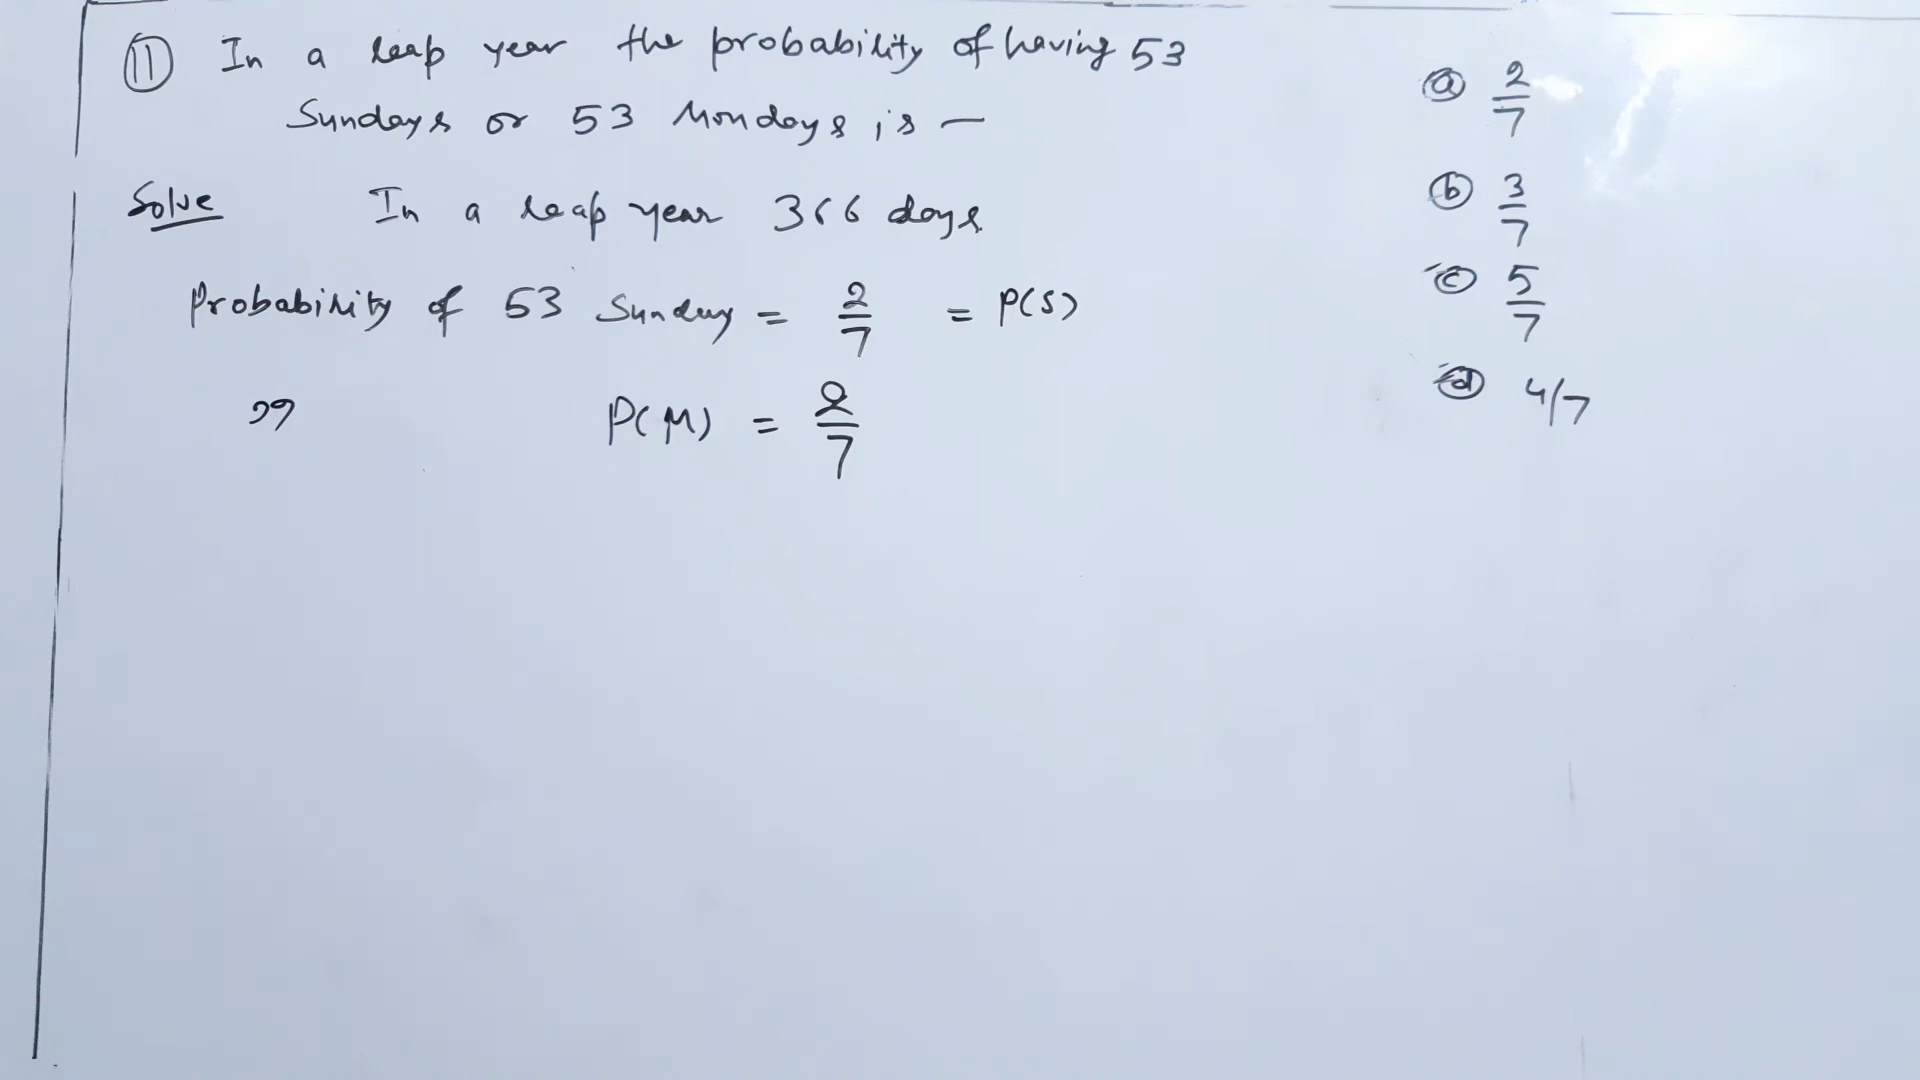 11 In a leap year the probability of having 53
Sundays or 53 Mondays is —
Solve In a leap year 366 days
Probability of 53 Sunday = 2/7 = P(S)
" P(M) = 2/7
a 2/7
b 3/7
c 5/7
d 4/7